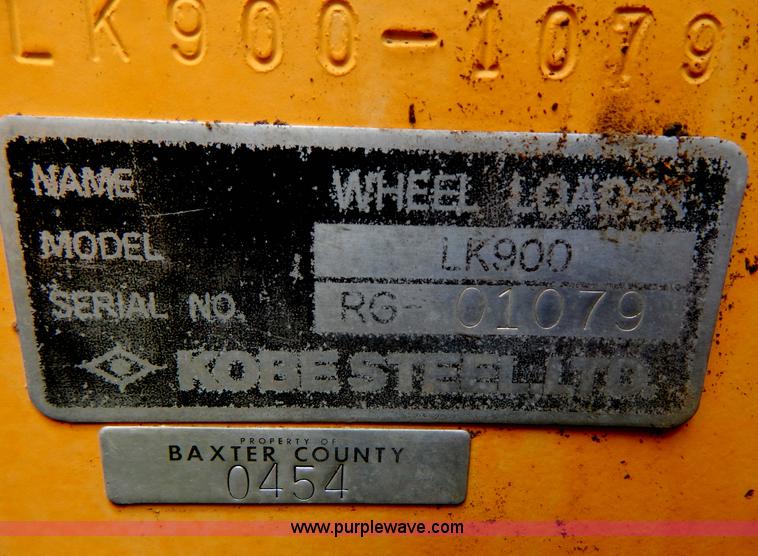 LK900-1079
NAME WHEEL LOADER
MODEL LK900
SERIAL NO. RG- 01079
KOBE STEEL,LTD.
PROPERTY OF
BAXTER COUNTY
0454
www.purplewave.com